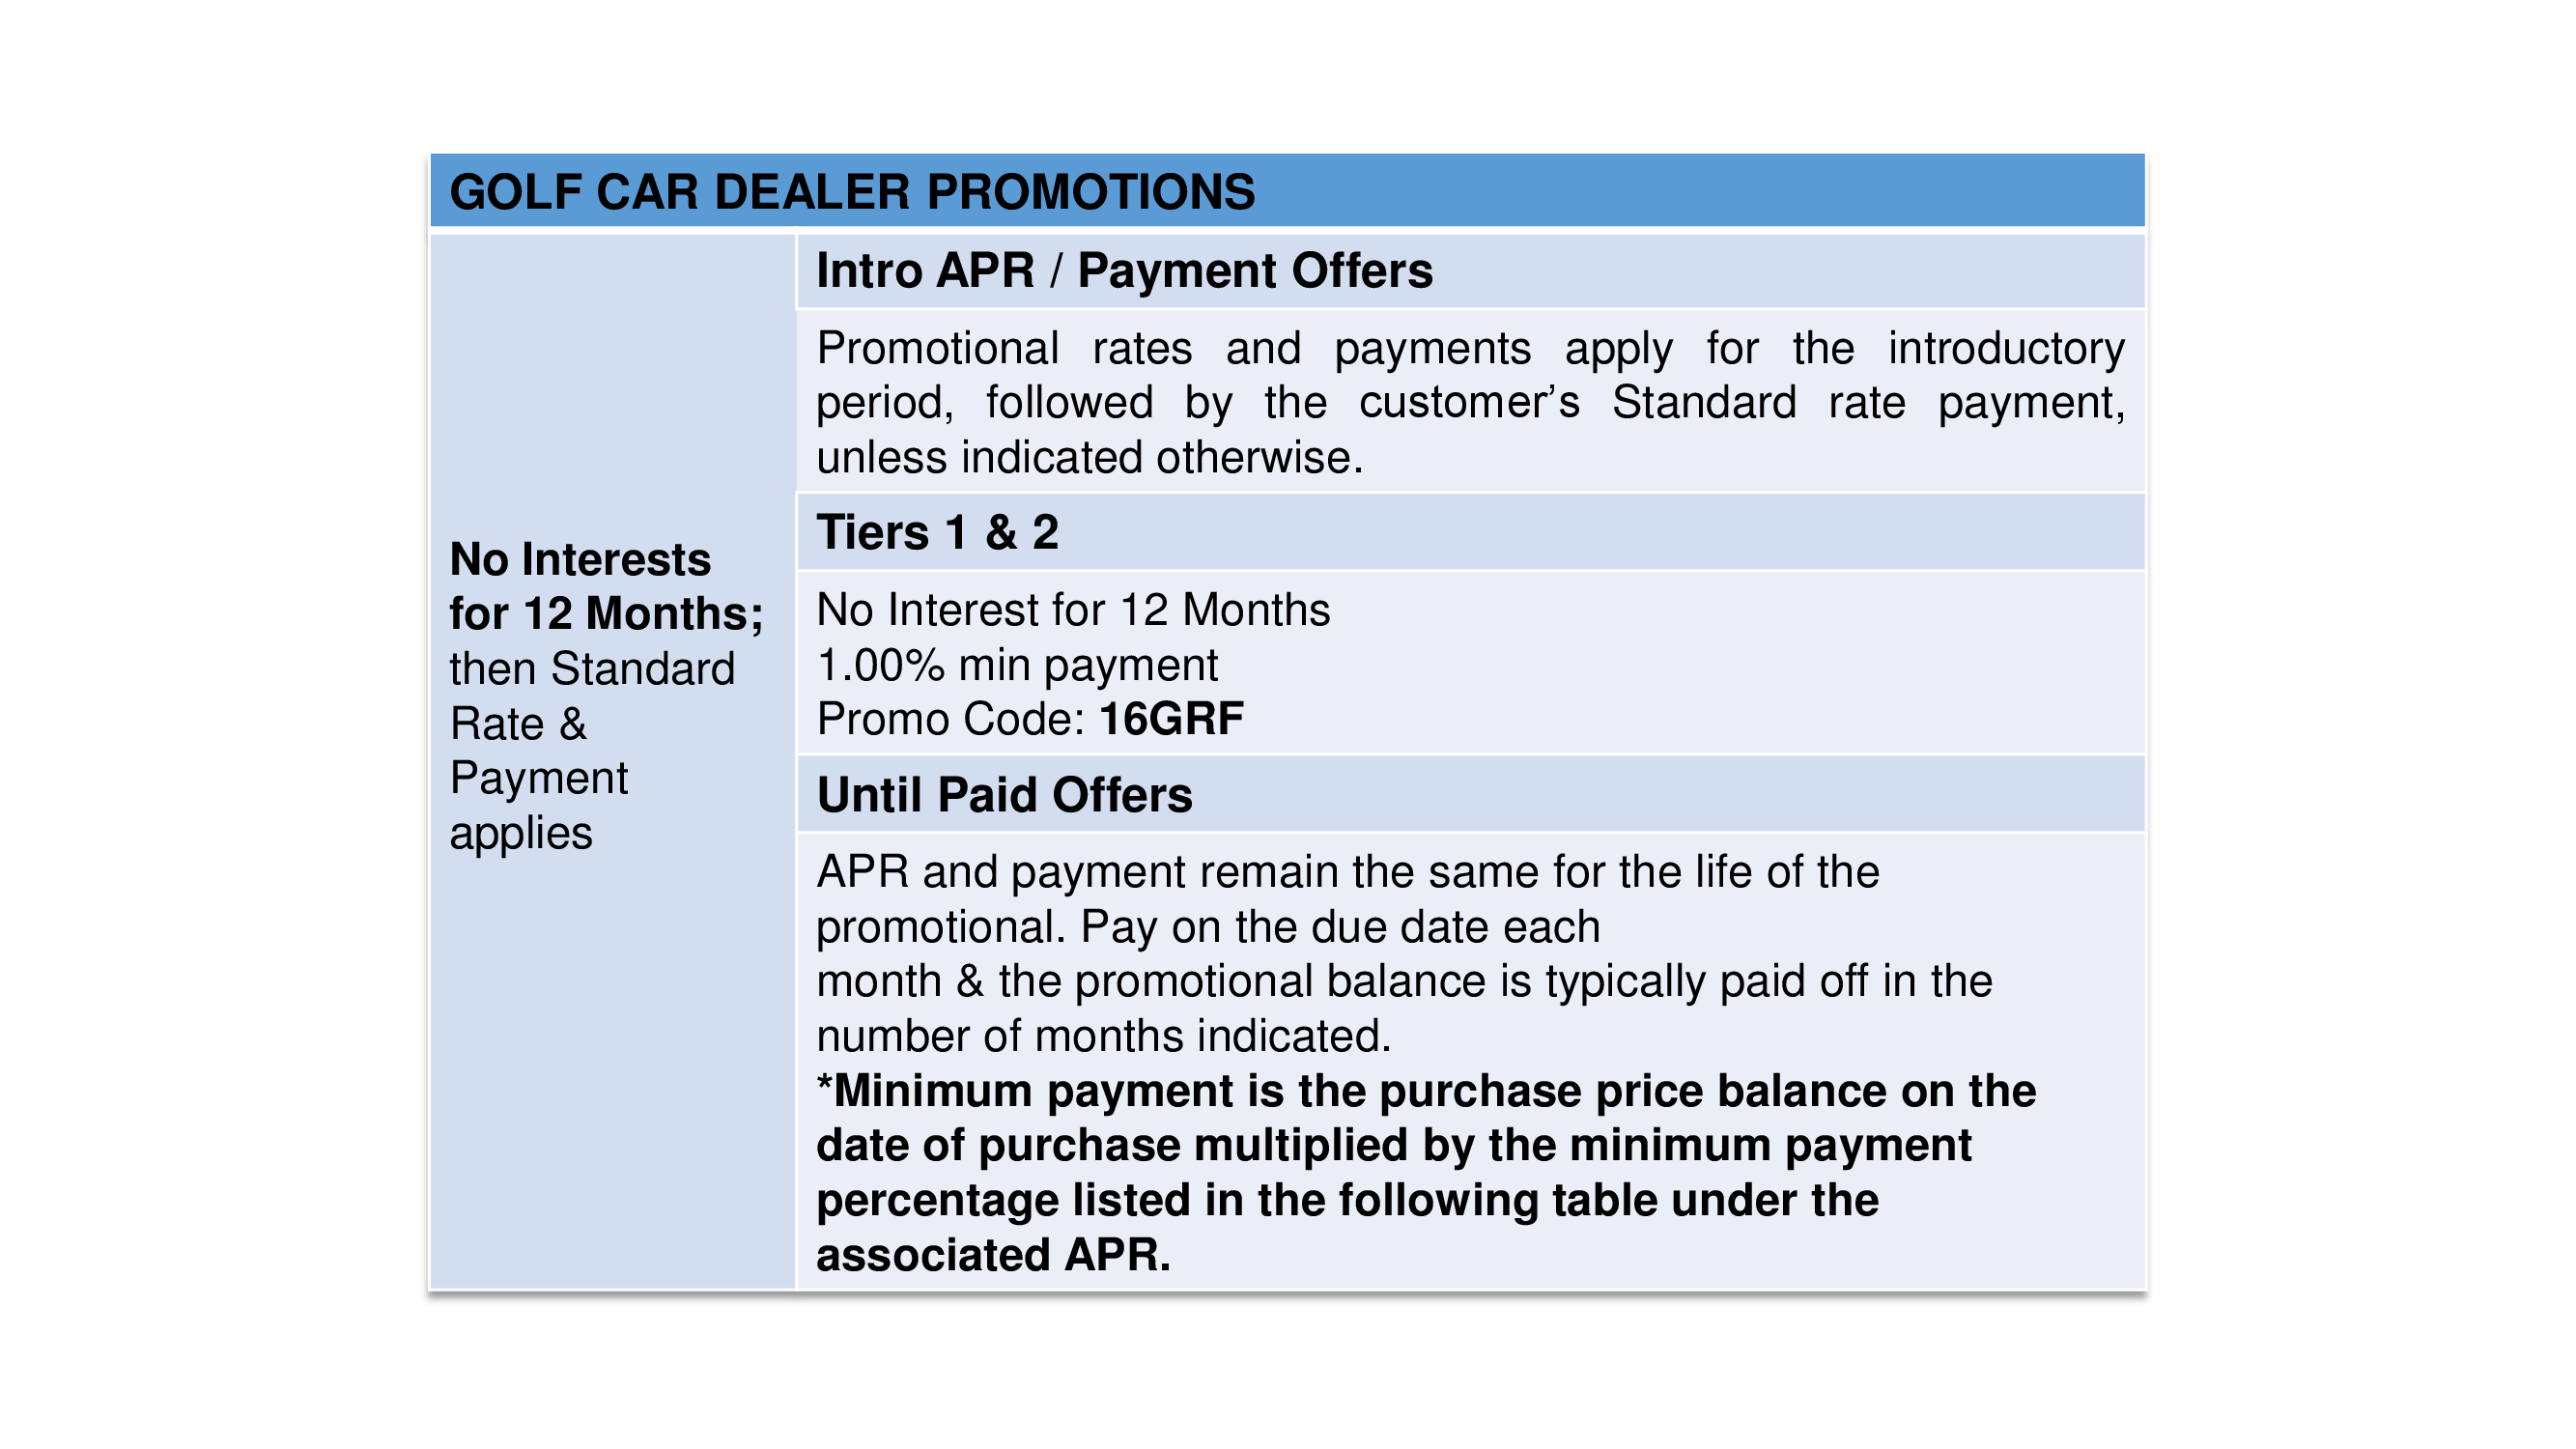 GOLF CAR DEALER PROMOTIONS
No Interests
for 12 Months;
then Standard
Rate &
Payment
applies
Intro APR / Payment Offers
Promotional rates and payments apply for the introductory
period, followed by the customer’s Standard rate payment,
unless indicated otherwise.
Tiers 1 & 2
No Interest for 12 Months
1.00% min payment
Promo Code: 16GRF
Until Paid Offers
APR and payment remain the same for the life of the
promotional. Pay on the due date each
month & the promotional balance is typically paid off in the
number of months indicated.
*Minimum payment is the purchase price balance on the
date of purchase multiplied by the minimum payment
percentage listed in the following table under the
associated APR.